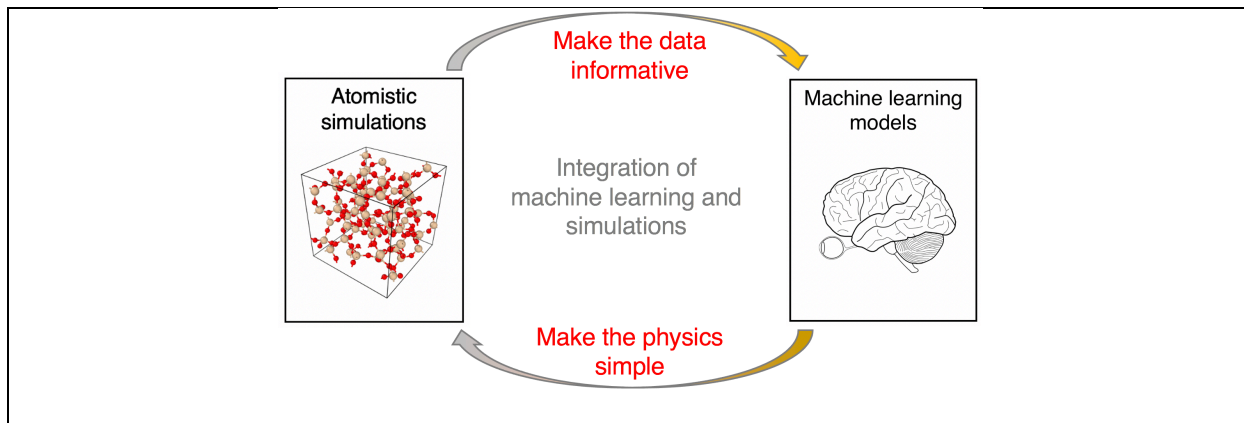 Make the data
informative
Atomistic
simulations
Machine learning
models
Integration of
machine learning and
simulations
Make the physics
simple